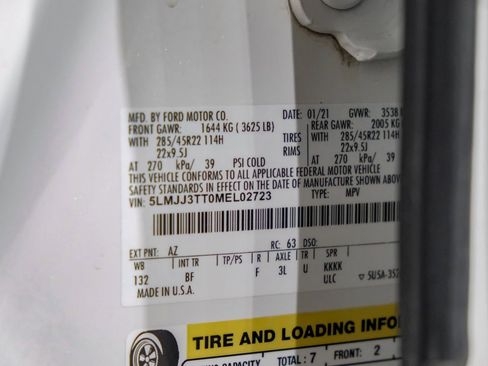 MFD. BY FORD MOTOR CO. DATE: 01/21 GVWR: 3538
FRONT GAWR: 1644 KG ( 3625 LB) REAR GAWR: 2005 K
WITH 285/45R22 114H TIRES WITH 285/45R22 114H
22x9.5J RIMS 22x9.5J
AT 270 kPa/ 39 PSI COLD AT 270 kPa/ 39
THIS VEHICLE CONFORMS TO ALL APPLICABLE FEDERAL MOTOR VEHICLE
SAFETY STANDARDS IN EFFECT ON THE DATE OF MANUFACTURE SHOWN
VIN: 5LMJJ3TT0MEL02723 TYPE: MPV
EXT PNT: AZ RC: 63 DSO:
WB INT TR TP/PS R AXLE TR SPR
132 BF F 3L U KKKK
MADE IN U.S.A. ULC ▽ 5USA-352
TIRE AND LOADING INFO
CAPACITY TOTAL: 7 FRONT: 2